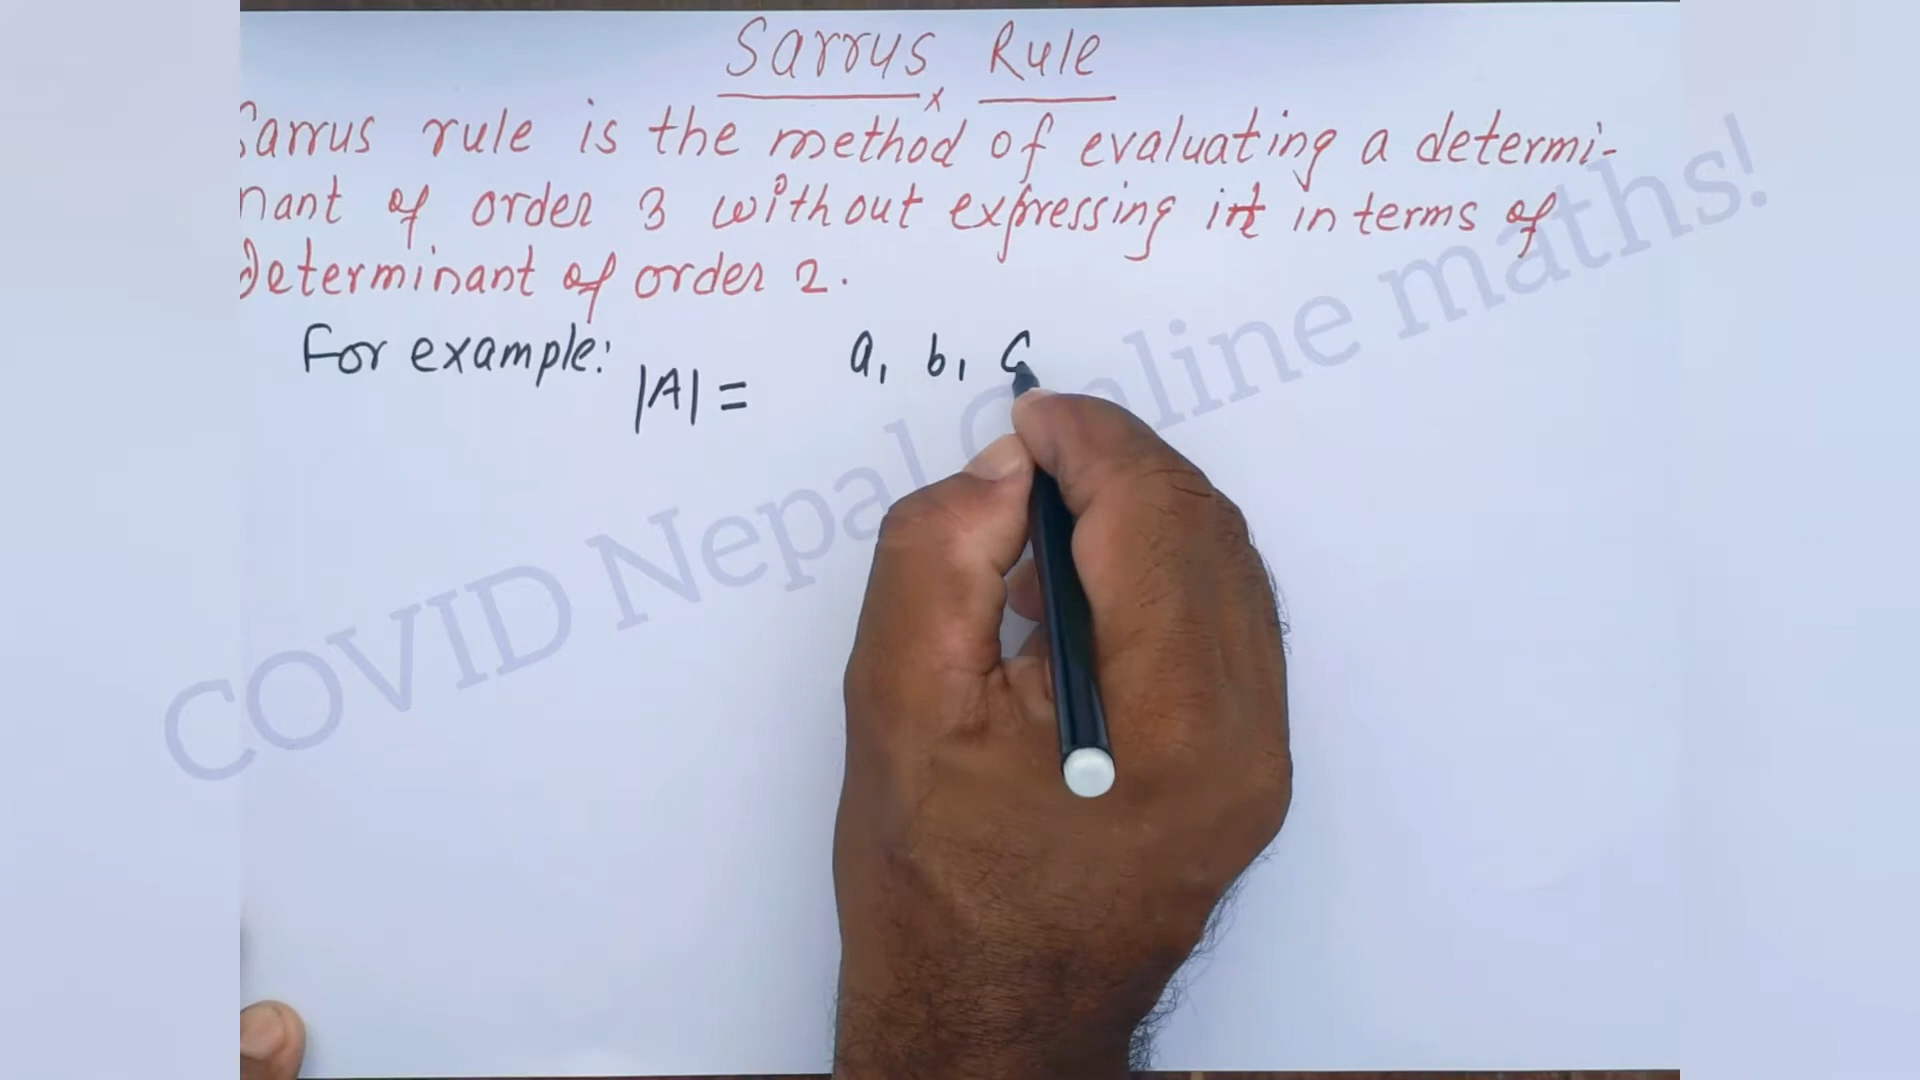 Sarrus Rule
Sarrus rule is the method of evaluating a determi-
nant of order 3 without expressing it in terms of
Determinant of order 2.
For example:
|A| = a₁ b₁ c
COVID Nepal Online maths!